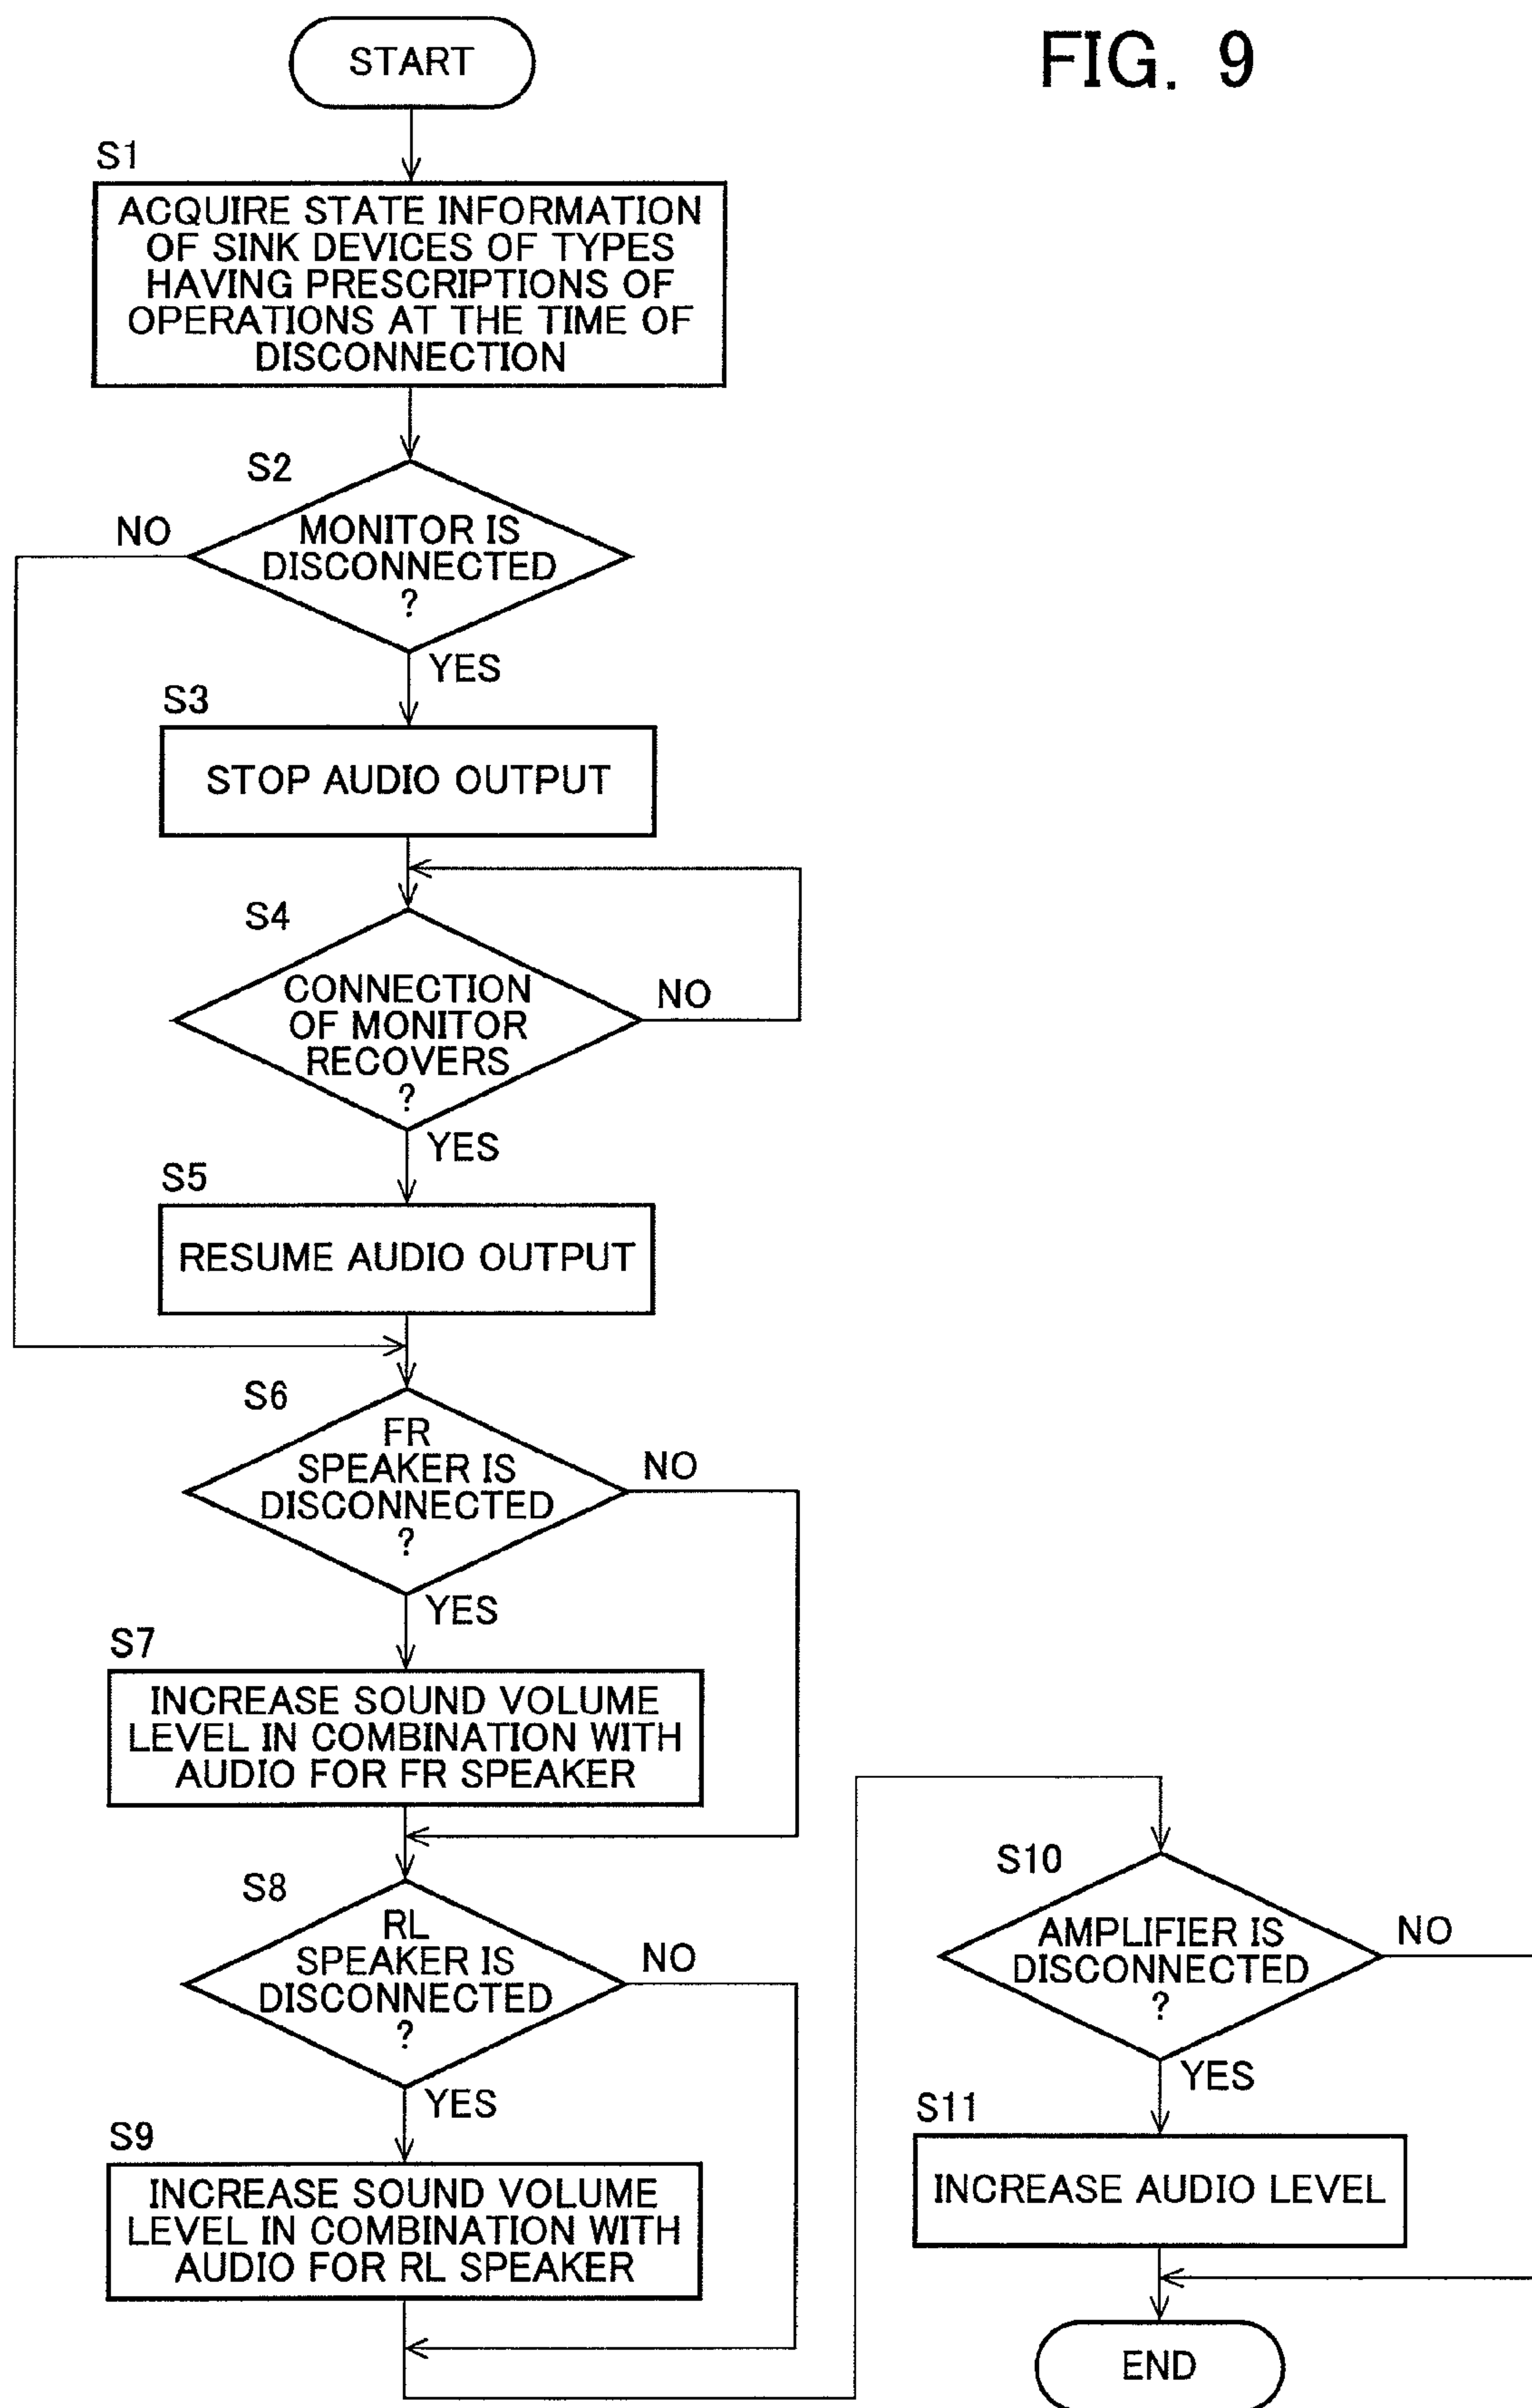 FIG. 9
START
S1
ACQUIRE STATE INFORMATION
OF SINK DEVICES OF TYPES
HAVING PRESCRIPTIONS OF
OPERATIONS AT THE TIME OF
DISCONNECTION
S2
MONITOR IS
DISCONNECTED
?
NO
YES
S3
STOP AUDIO OUTPUT
S4
CONNECTION
OF MONITOR
RECOVERS
?
NO
YES
S5
RESUME AUDIO OUTPUT
S6
FR
SPEAKER IS
DISCONNECTED
?
NO
YES
S7
INCREASE SOUND VOLUME
LEVEL IN COMBINATION WITH
AUDIO FOR FR SPEAKER
S8
RL
SPEAKER IS
DISCONNECTED
?
NO
YES
S9
INCREASE SOUND VOLUME
LEVEL IN COMBINATION WITH
AUDIO FOR RL SPEAKER
S10
AMPLIFIER IS
DISCONNECTED
?
NO
YES
S11
INCREASE AUDIO LEVEL
END